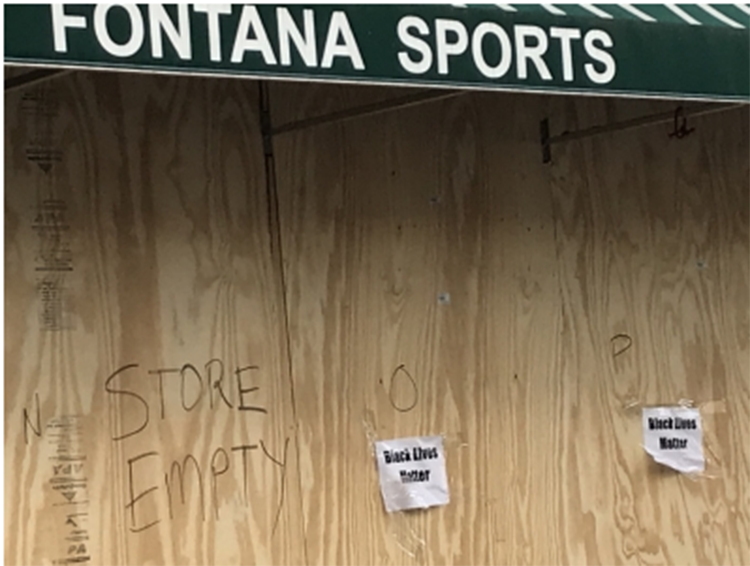 FONTANA SPORTS
STORE
EMPTY
N
O
P
Black Lives
Matter
Black Lives
Matter